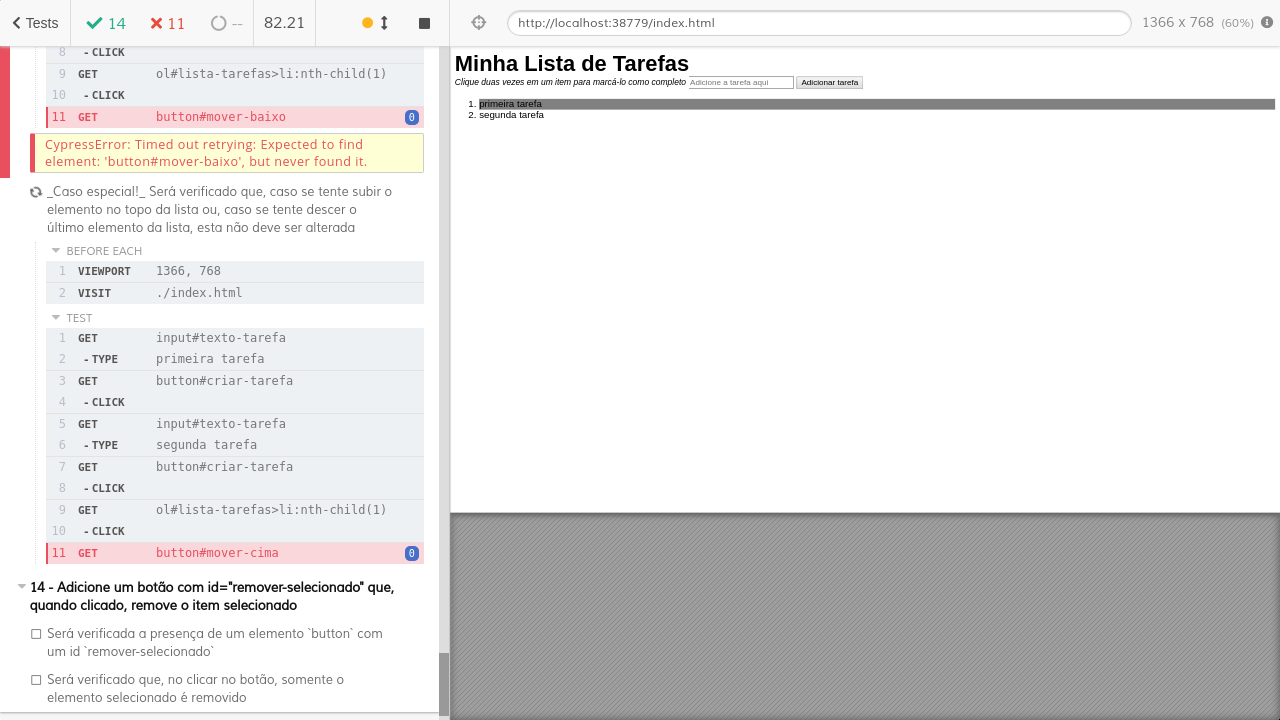 Tests
14
11
--
82.21
http://localhost:38779/index.html
1366 x 768 (60%)
8 - CLICK
9 GET ol#lista-tarefas>li:nth-child(1)
10 - CLICK
11 GET button#mover-baixo 0
CypressError: Timed out retrying: Expected to find
element: 'button#mover-baixo', but never found it.
_Caso especial!_ Será verificado que, caso se tente subir o
elemento no topo da lista ou, caso se tente descer o
último elemento da lista, esta não deve ser alterada
BEFORE EACH
1 VIEWPORT 1366, 768
2 VISIT ./index.html
TEST
1 GET input#texto-tarefa
2 - TYPE primeira tarefa
3 GET button#criar-tarefa
4 - CLICK
5 GET input#texto-tarefa
6 - TYPE segunda tarefa
7 GET button#criar-tarefa
8 - CLICK
9 GET ol#lista-tarefas>li:nth-child(1)
10 - CLICK
11 GET button#mover-cima 0
14 - Adicione um botão com id="remover-selecionado" que,
quando clicado, remove o item selecionado
Será verificada a presença de um elemento `button` com
um id `remover-selecionado`
Será verificado que, no clicar no botão, somente o
elemento selecionado é removido
Minha Lista de Tarefas
Clique duas vezes em um item para marcá-lo como completo Adicione a tarefa aqui Adicionar tarefa
1. primeira tarefa
2. segunda tarefa